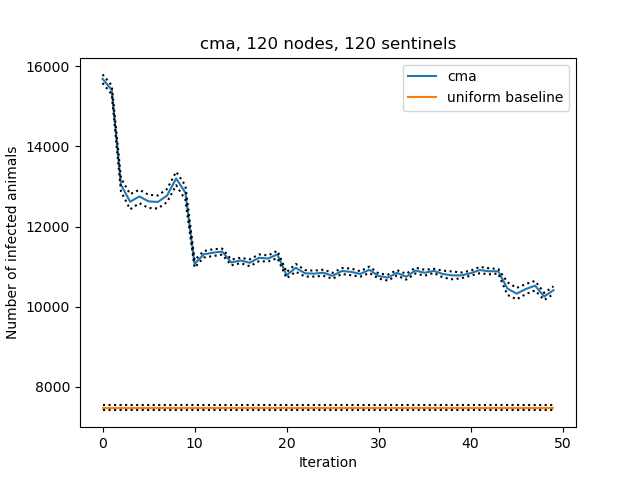 cma, 120 nodes, 120 sentinels
cma
uniform baseline
Number of infected animals
16000
14000
12000
10000
8000
0 10 20 30 40 50
Iteration